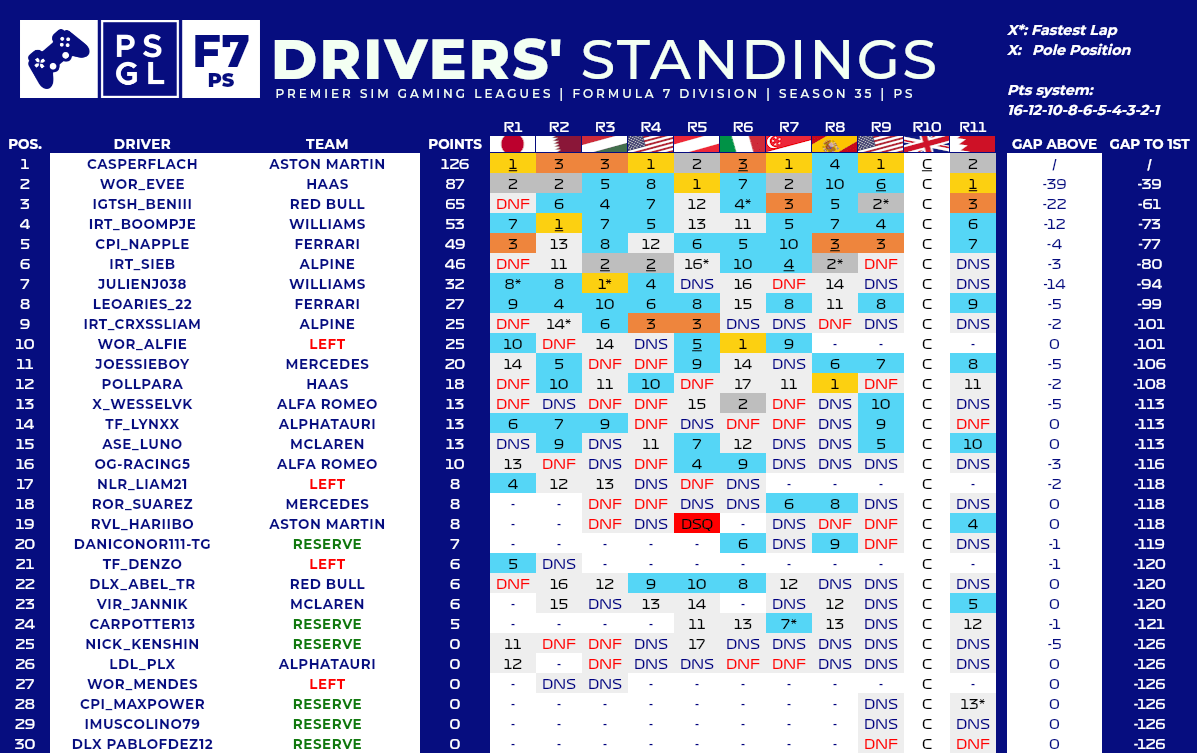 PS
GL
F7
PS
DRIVERS' STANDINGS
PREMIER SIM GAMING LEAGUES | FORMULA 7 DIVISION | SEASON 35 | PS
X*: Fastest Lap
X: Pole Position
Pts system:
16-12-10-8-6-5-4-3-2-1
R1 R2 R3 R4 R5 R6 R7 R8 R9 R10 R11
POS. DRIVER TEAM POINTS GAP ABOVE GAP TO 1ST
1 CASPERFLACH ASTON MARTIN 126 1 3 3 1 2 3 1 4 1 C 2 / /
2 WOR_EVEE HAAS 87 2 2 5 8 1 7 2 10 6 C 1 -39 -39
3 IGTSH_BENIII RED BULL 65 DNF 6 4 7 12 4* 3 5 2* C 3 -22 -61
4 IRT_BOOMPJE WILLIAMS 53 7 1 7 5 13 11 5 7 4 C 6 -12 -73
5 CPI_NAPPLE FERRARI 49 3 13 8 12 6 5 10 3 3 C 7 -4 -77
6 IRT_SIEB ALPINE 46 DNF 11 2 2 16* 10 4 2* DNF C DNS -3 -80
7 JULIENJ038 WILLIAMS 32 8* 8 1* 4 DNS 16 DNF 14 DNS C DNS -14 -94
8 LEOARIES_22 FERRARI 27 9 4 10 6 8 15 8 11 8 C 9 -5 -99
9 IRT_CRXSSLIAM ALPINE 25 DNF 14* 6 3 3 DNS DNS DNF DNS C DNS -2 -101
10 WOR_ALFIE LEFT 25 10 DNF 14 DNS 5 1 9 - - C - 0 -101
11 JOESSIEBOY MERCEDES 20 14 5 DNF DNF 9 14 DNS 6 7 C 8 -5 -106
12 POLLPARA HAAS 18 DNF 10 11 10 DNF 17 11 1 DNF C 11 -2 -108
13 X_WESSELVK ALFA ROMEO 13 DNF DNS DNF DNF 15 2 DNF DNS 10 C DNS -5 -113
14 TF_LYNXX ALPHATAURI 13 6 7 9 DNF DNS DNF DNF DNS 9 C DNF 0 -113
15 ASE_LUNO MCLAREN 13 DNS 9 DNS 11 7 12 DNS DNS 5 C 10 0 -113
16 OG-RACING5 ALFA ROMEO 10 13 DNF DNS DNF 4 9 DNS DNS DNS C DNS -3 -116
17 NLR_LIAM21 LEFT 8 4 12 13 DNS DNF DNS - - - C - -2 -118
18 ROR_SUAREZ MERCEDES 8 - - DNF DNF DNS DNS 6 8 DNS C DNS 0 -118
19 RVL_HARIIBO ASTON MARTIN 8 - - DNF DNS DSQ - DNS DNF DNF C 4 0 -118
20 DANICONOR111-TG RESERVE 7 - - - - - 6 DNS 9 DNF C DNS -1 -119
21 TF_DENZO LEFT 6 5 DNS - - - - - - - C - -1 -120
22 DLX_ABEL_TR RED BULL 6 DNF 16 12 9 10 8 12 DNS DNS C DNS 0 -120
23 VIR_JANNIK MCLAREN 6 - 15 DNS 13 14 - DNS 12 DNS C 5 0 -120
24 CARPOTTER13 RESERVE 5 - - - - 11 13 7* 13 DNS C 12 -1 -121
25 NICK_KENSHIN RESERVE 0 11 DNF DNF DNS 17 DNS DNS DNS DNS C DNS -5 -126
26 LDL_PLX ALPHATAURI 0 12 - DNF DNS DNS DNF DNF DNS DNS C DNS 0 -126
27 WOR_MENDES LEFT 0 - DNS DNS - - - - - - C - 0 -126
28 CPI_MAXPOWER RESERVE 0 - - - - - - - - DNS C 13* 0 -126
29 IMUSCOLINO79 RESERVE 0 - - - - - - - - DNS C DNS 0 -126
30 DLX PABLOFDEZ12 RESERVE 0 - - - - - - - - DNF C DNF 0 -126